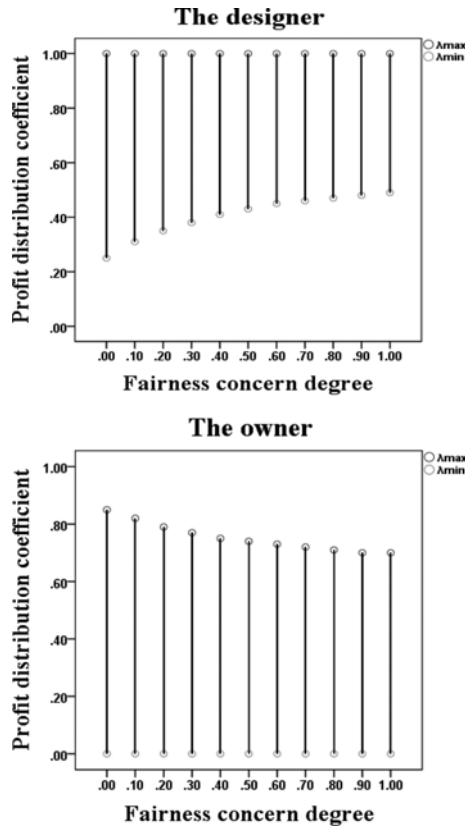 The designer
λmax
λmin
Profit distribution coefficient
1.00
.80
.60
.40
.20
.00
.00 .10 .20 .30 .40 .50 .60 .70 .80 .90 1.00
Fairness concern degree
The owner
λmax
λmin
Profit distribution coefficient
1.00
.80
.60
.40
.20
.00
.00 .10 .20 .30 .40 .50 .60 .70 .80 .90 1.00
Fairness concern degree